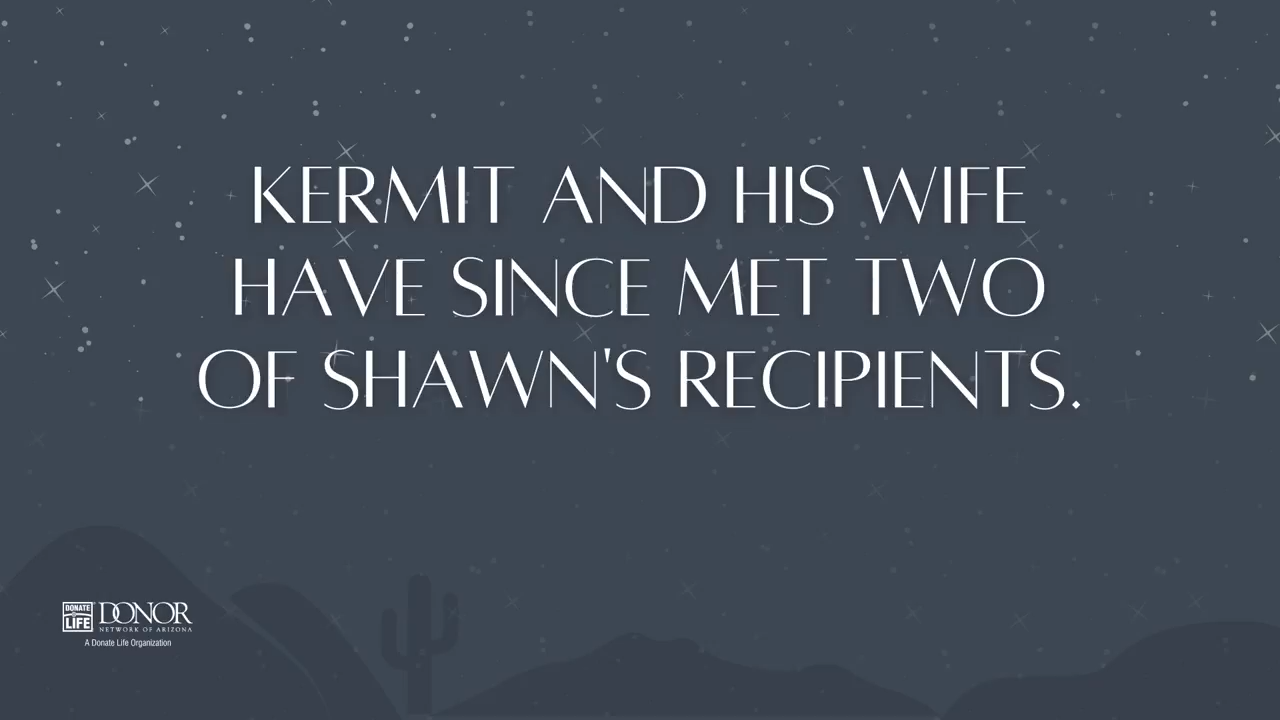 KERMIT AND HIS WIFE
HAVE SINCE MET TWO
OF SHAWN'S RECIPIENTS.
DONATE
LIFE
DONOR
NETWORK OF ARIZONA
A Donate Life Organization